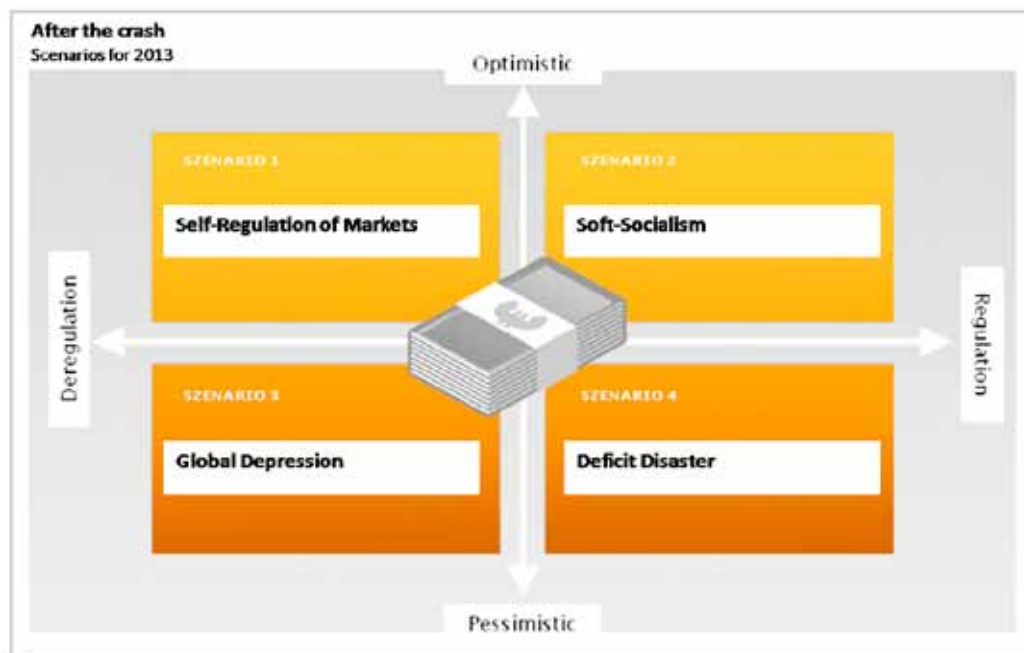 After the crash
Scenarios for 2013
Optimistic
SZENARIO 1
SZENARIO 2
Self-Regulation of Markets
Soft-Socialism
Deregulation
Regulation
SZENARIO 3
SZENARIO 4
Global Depression
Deficit Disaster
Pessimistic